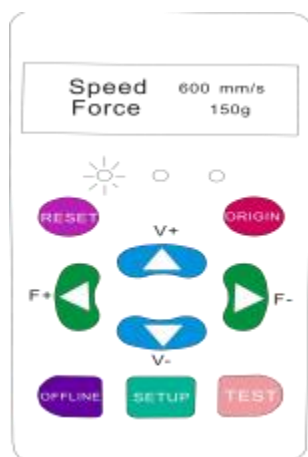 Speed 600 mm/s
Force 150g
RESET
ORIGIN
V+
F+
F-
V-
OFFLINE
SETUP
TEST